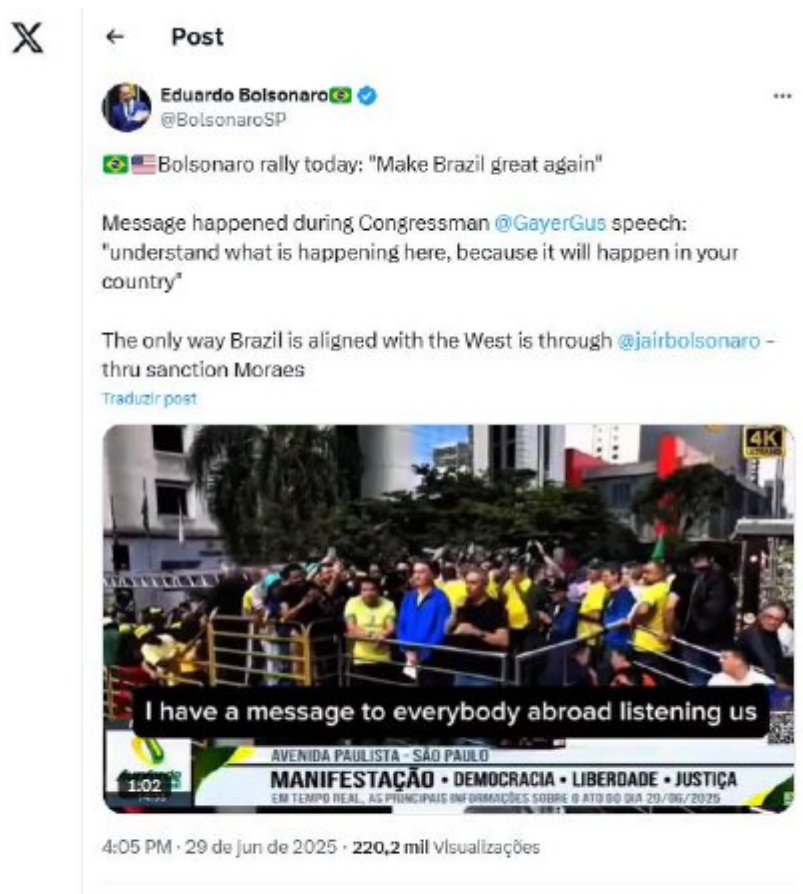 Post
Eduardo Bolsonaro
@BolsonaroSP
Bolsonaro rally today: "Make Brazil great again"
Message happened during Congressman @GayerGus speech:
"understand what is happening here, because it will happen in your
country"
The only way Brazil is aligned with the West is through @jairbolsonaro –
thru sanction Moraes
Traduzir post
4K
I have a message to everybody abroad listening us
AVENIDA PAULISTA - SÃO PAULO
MANIFESTAÇÃO • DEMOCRACIA • LIBERDADE • JUSTIÇA
EM TEMPO REAL, AS PRINCIPAIS INFORMAÇÕES SOBRE O ATO DO DIA 29/06/2025
1:02
4:05 PM · 29 de jun de 2025 · 220,2 mil Visualizações